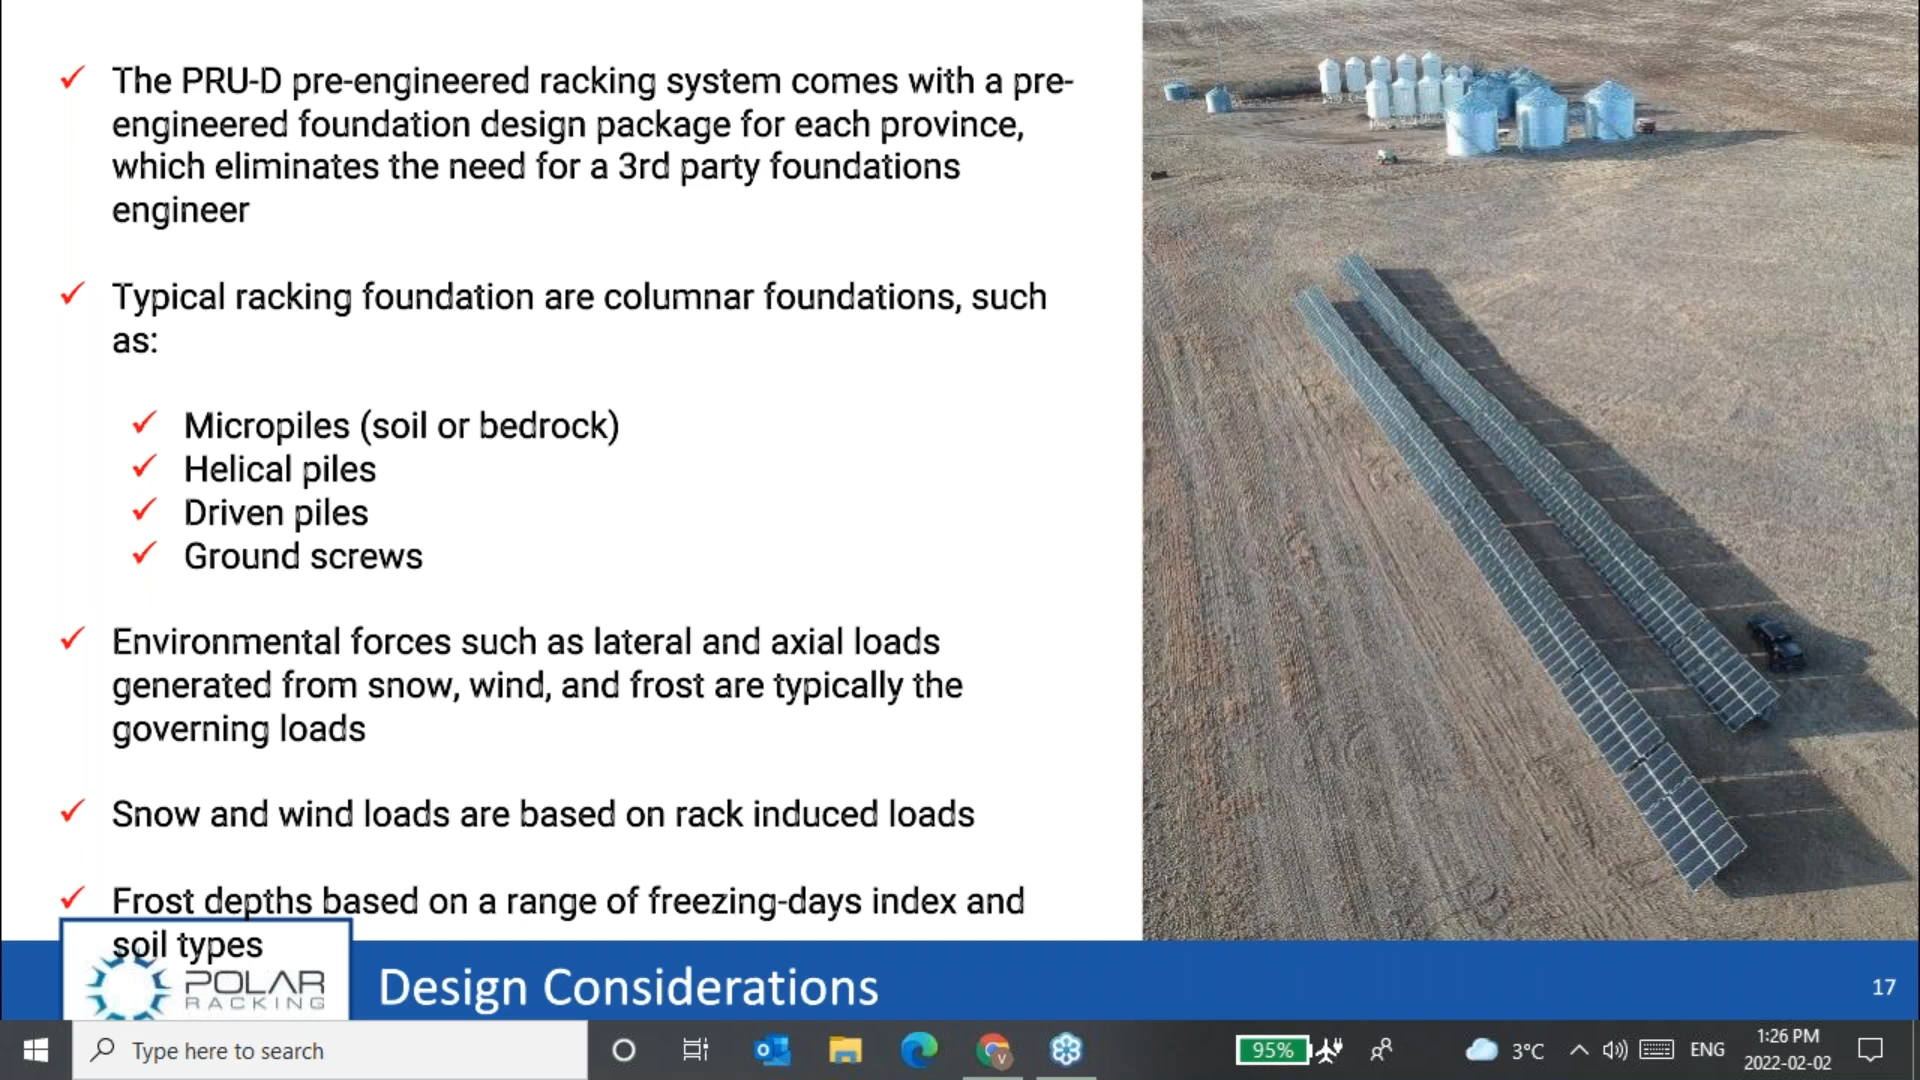 The PRU-D pre-engineered racking system comes with a pre-
engineered foundation design package for each province,
which eliminates the need for a 3rd party foundations
engineer
Typical racking foundation are columnar foundations, such
as:
Micropiles (soil or bedrock)
Helical piles
Driven piles
Ground screws
Environmental forces such as lateral and axial loads
generated from snow, wind, and frost are typically the
governing loads
Snow and wind loads are based on rack induced loads
Frost depths based on a range of freezing-days index and
soil types
POLAR
RACKING
Design Considerations
17
Type here to search
95%
3°C
ENG
1:26 PM
2022-02-02